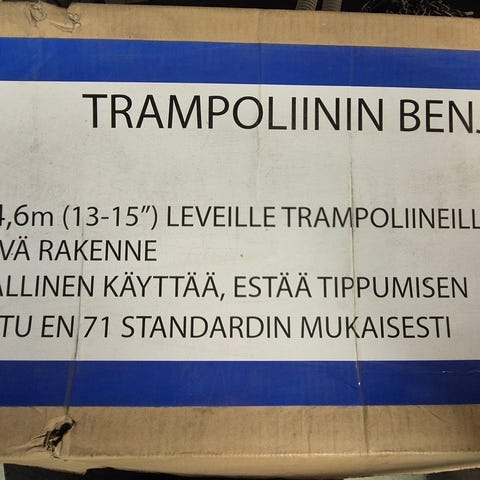 TRAMPOLIININ BEN.
4,6m (13-15") LEVEILLE TRAMPOLIINEILL
VÄ RAKENNE
ALLINEN KÄYTTÄÄ, ESTÄÄ TIPPUMISEN
TU EN 71 STANDARDIN MUKAISESTI